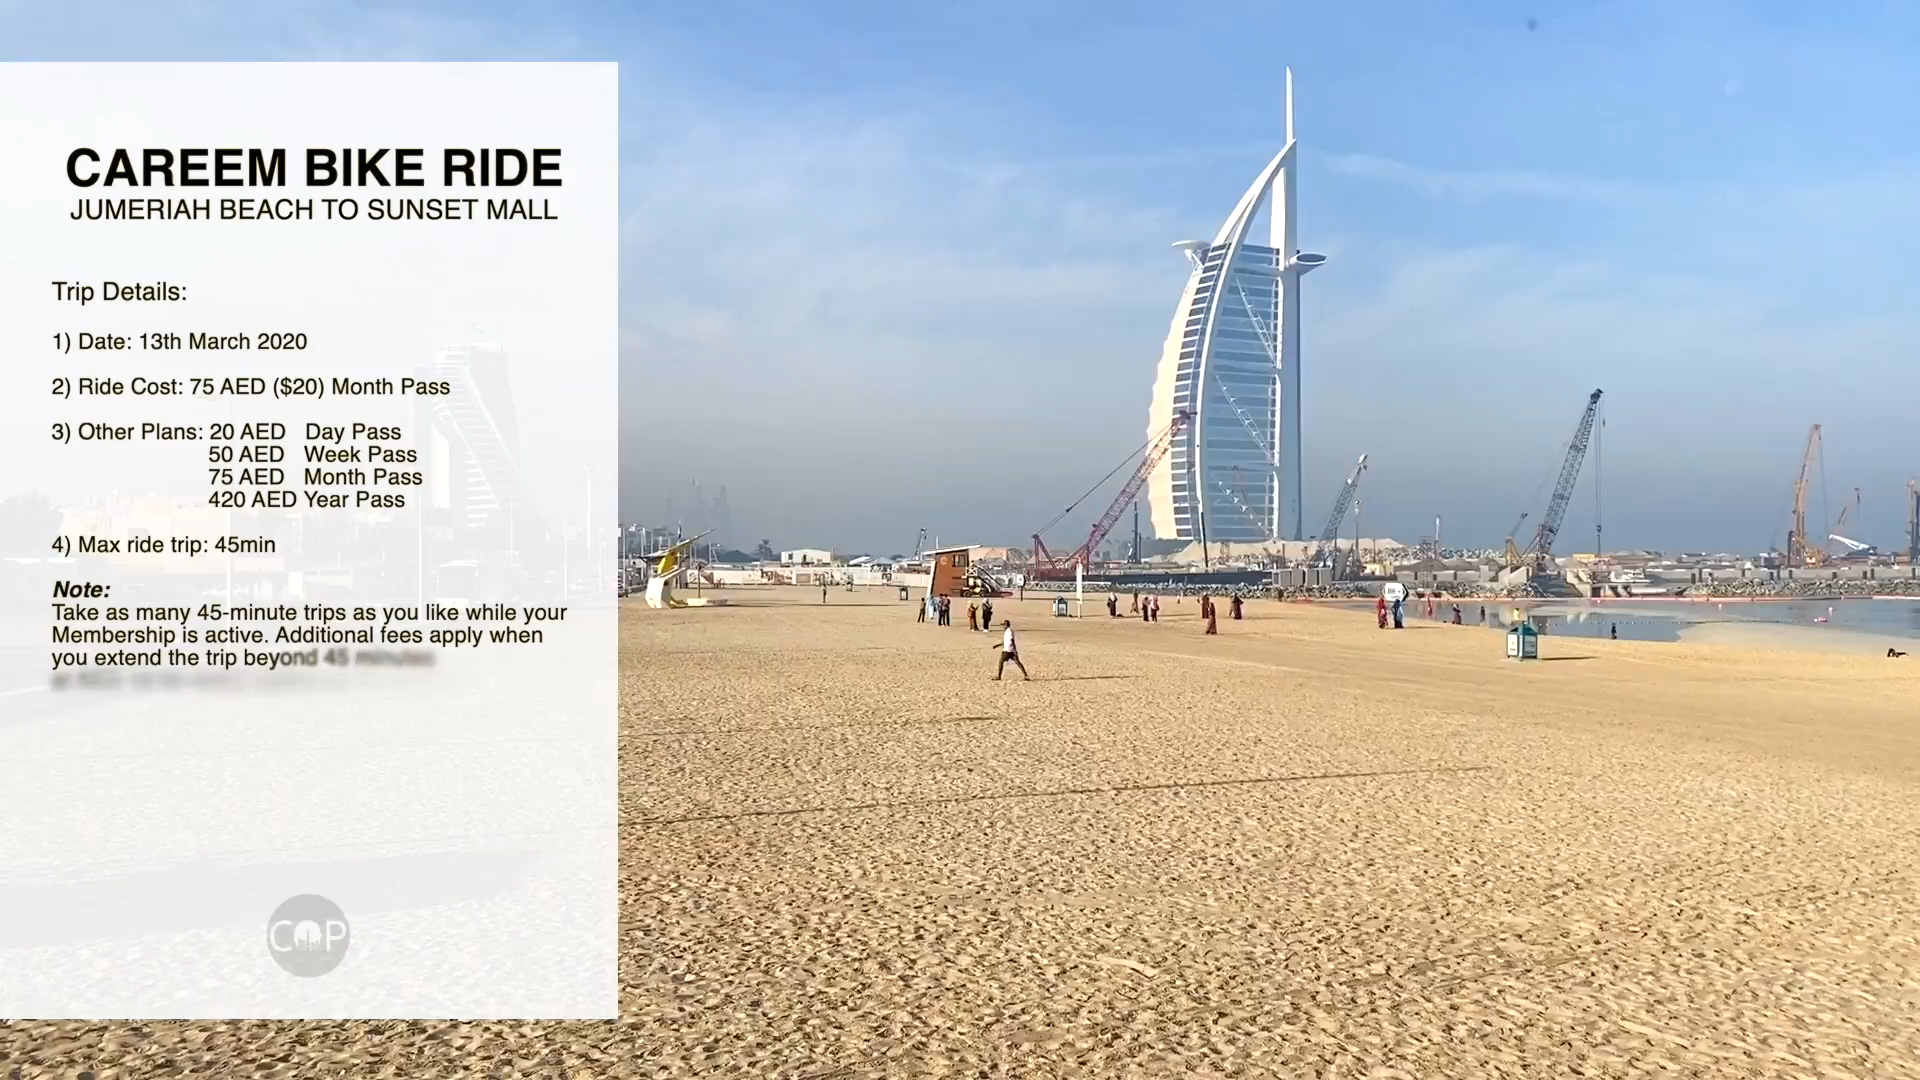 CAREEM BIKE RIDE
JUMERIAH BEACH TO SUNSET MALL
Trip Details:
1) Date: 13th March 2020
2) Ride Cost: 75 AED ($20) Month Pass
3) Other Plans: 20 AED Day Pass
50 AED Week Pass
75 AED Month Pass
420 AED Year Pass
4) Max ride trip: 45min
Note:
Take as many 45-minute trips as you like while your
Membership is active. Additional fees apply when
you extend the trip beyond 45 minutes
COP